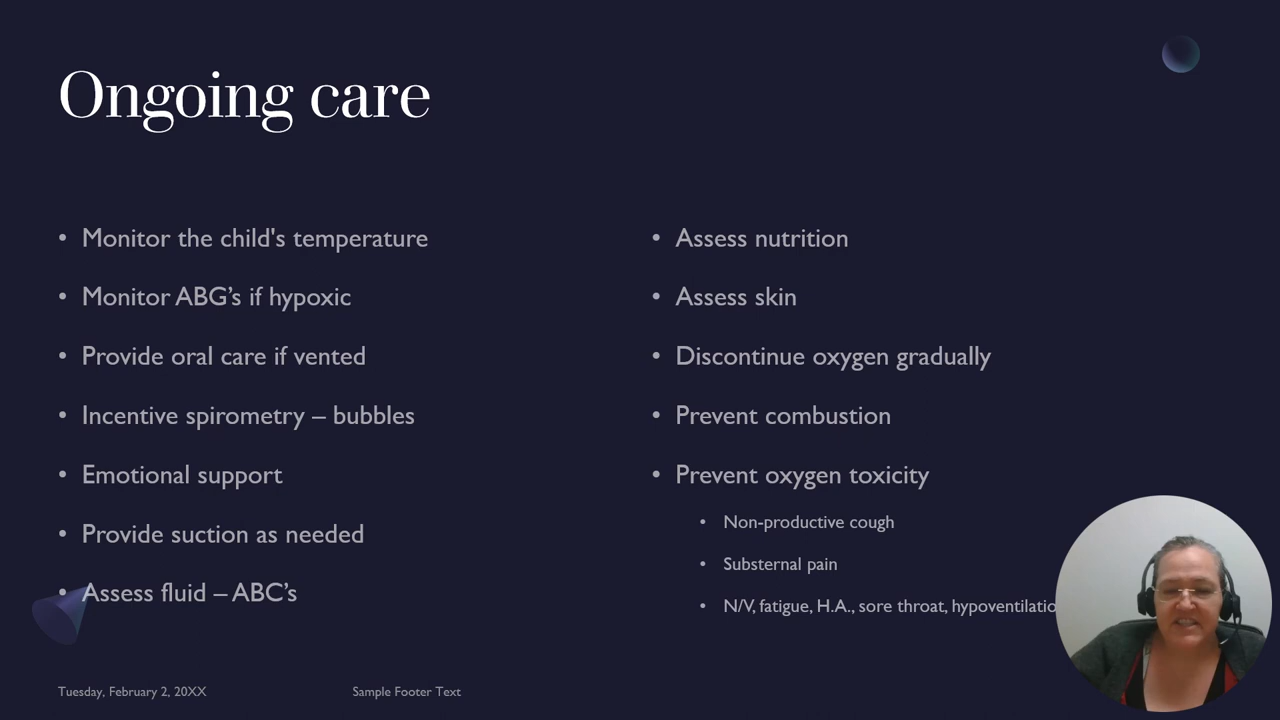 Ongoing care
• Monitor the child's temperature
• Monitor ABG’s if hypoxic
• Provide oral care if vented
• Incentive spirometry – bubbles
• Emotional support
• Provide suction as needed
• Assess fluid – ABC’s
• Assess nutrition
• Assess skin
• Discontinue oxygen gradually
• Prevent combustion
• Prevent oxygen toxicity
• Non-productive cough
• Substernal pain
• N/V, fatigue, H.A., sore throat, hypoventilatio
Tuesday, February 2, 20XX
Sample Footer Text